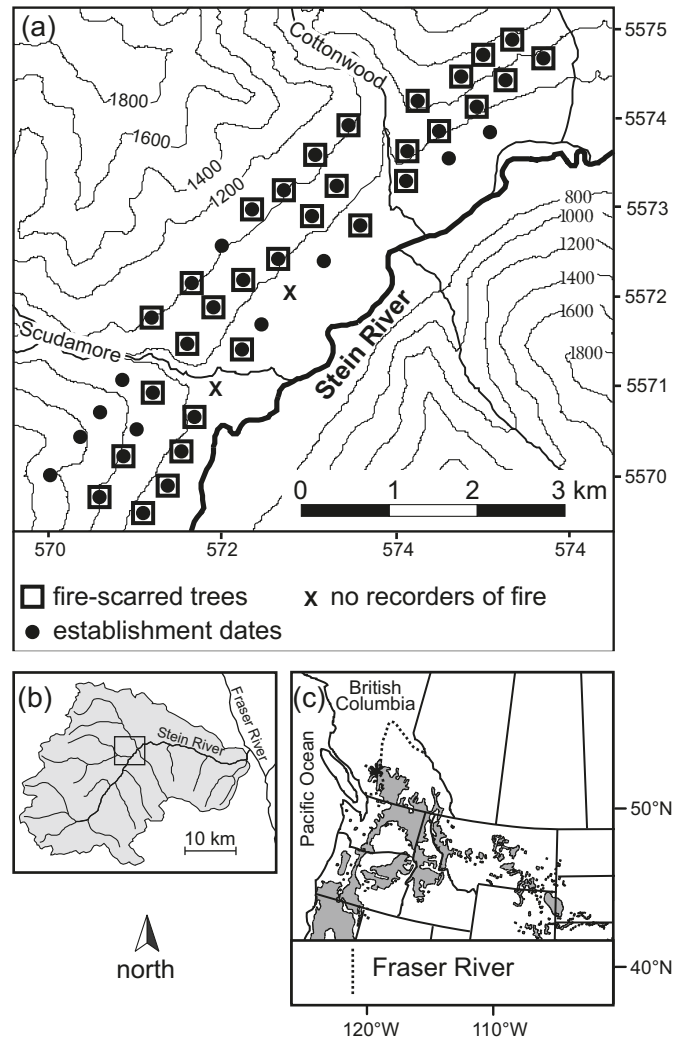 (a)
Cottonwood
1800
1600
1400
1200
Scudamore
Stein River
800
1000
1200
1400
1600
1800
5575
5574
5573
5572
5571
5570
0 1 2 3 km
570 572 574 574
fire-scarred trees x no recorders of fire
establishment dates
(b)
Stein River
Fraser River
10 km
north
(c)
British
Columbia
Pacific Ocean
50°N
Fraser River
40°N
120°W 110°W